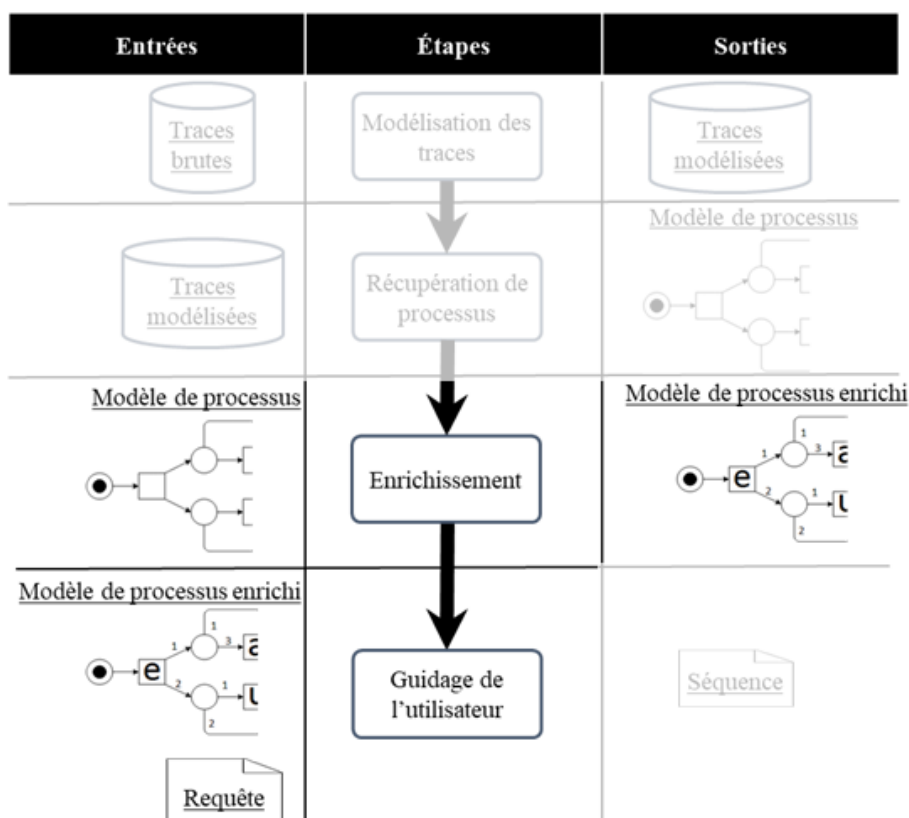 Entrées
Étapes
Sorties
Traces
brutes
Modélisation des
traces
Traces
modélisées
Traces
modélisées
Récupération de
processus
Modèle de processus
Modèle de processus
Enrichissement
Modèle de processus enrichi
e
1
2
1
3
a
1
u
2
Modèle de processus enrichi
e
1
2
1
3
a
1
u
2
Requête
Guidage de
l’utilisateur
Séquence